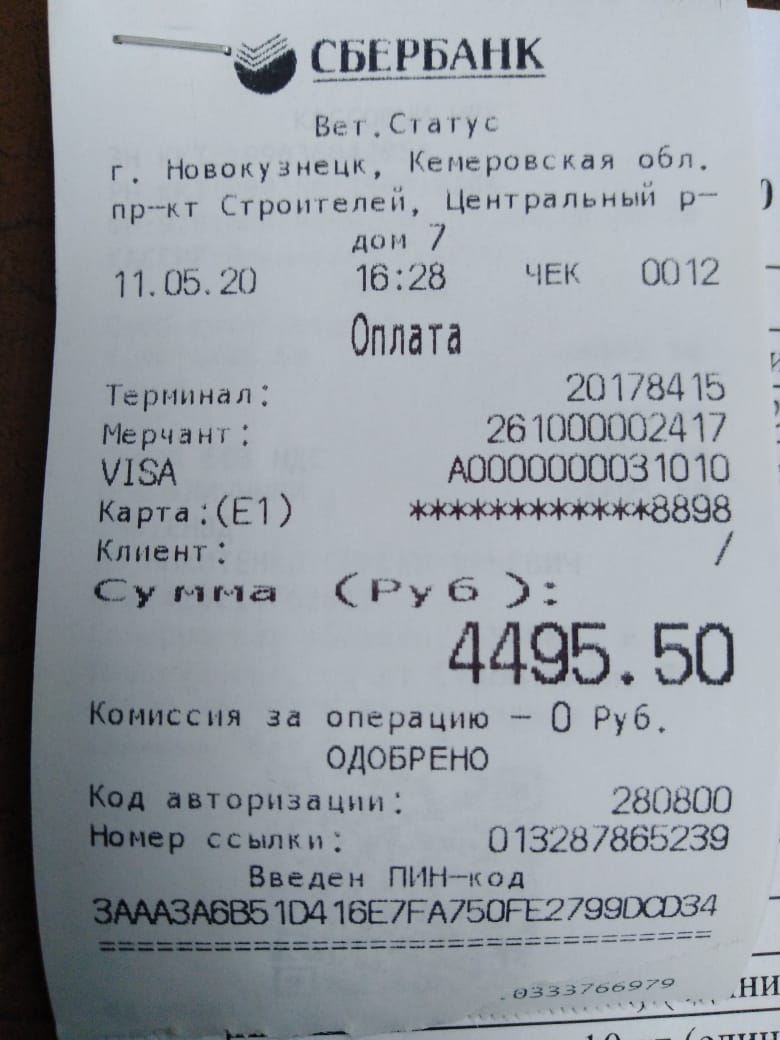 СБЕРБАНК
Вет.Статус
г. Новокузнецк, Кемеровская обл.
пр-кт Строителей, Центральный р-
дом 7
11.05.20 16:28 ЧЕК 0012
Оплата
Терминал: 20178415
Мерчант: 261000002417
VISA A0000000031010
Карта:(E1) ************8898
Клиент: /
Сумма (Руб):
4495.50
Комиссия за операцию – 0 Руб.
ОДОБРЕНО
Код авторизации: 280800
Номер ссылки: 013287865239
Введен ПИН-код
3AAA3A6B51D416E7FA750FE2799DCD34
================================
.0333766979